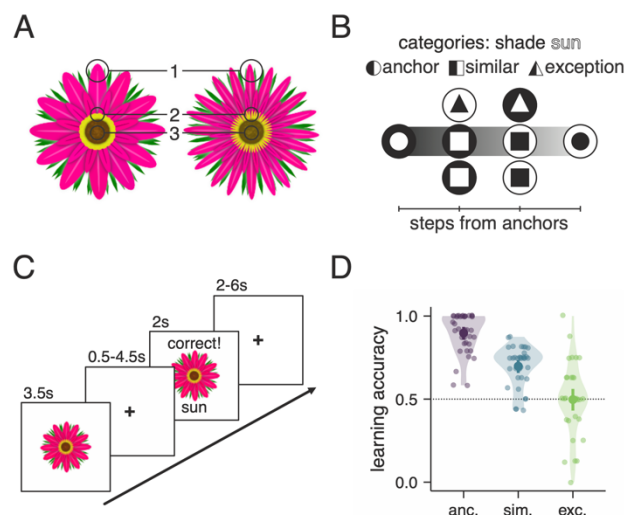 A
1
2
3
B
categories: shade sun
anchor similar exception
steps from anchors
C
3.5s
0.5-4.5s
2s
correct!
sun
2-6s
+
+
D
learning accuracy
1.0
0.5
0.0
anc. sim. exc.